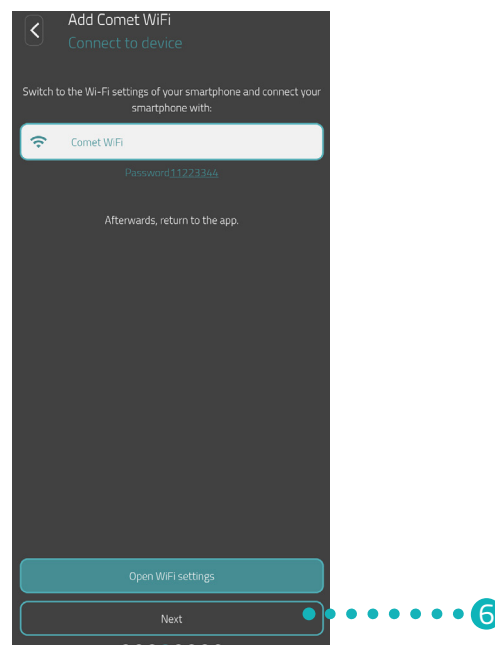 Add Comet WiFi
Connect to device
Switch to the Wi-Fi settings of your smartphone and connect your
smartphone with:
Comet WiFi
Password11223344
Afterwards, return to the app.
Open WiFi settings
Next
6